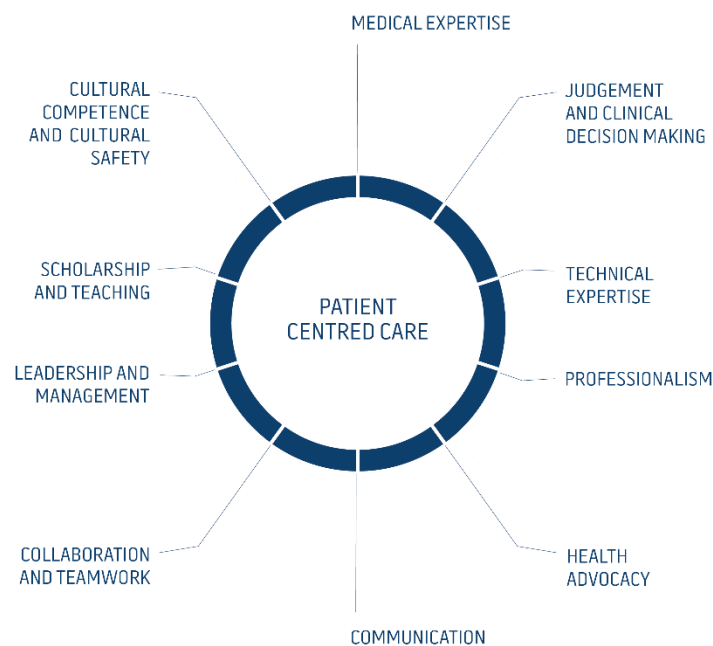 MEDICAL EXPERTISE
JUDGEMENT
AND CLINICAL
DECISION MAKING
TECHNICAL
EXPERTISE
PROFESSIONALISM
HEALTH
ADVOCACY
COMMUNICATION
COLLABORATION
AND TEAMWORK
LEADERSHIP AND
MANAGEMENT
SCHOLARSHIP
AND TEACHING
CULTURAL
COMPETENCE
AND CULTURAL
SAFETY
PATIENT
CENTRED CARE